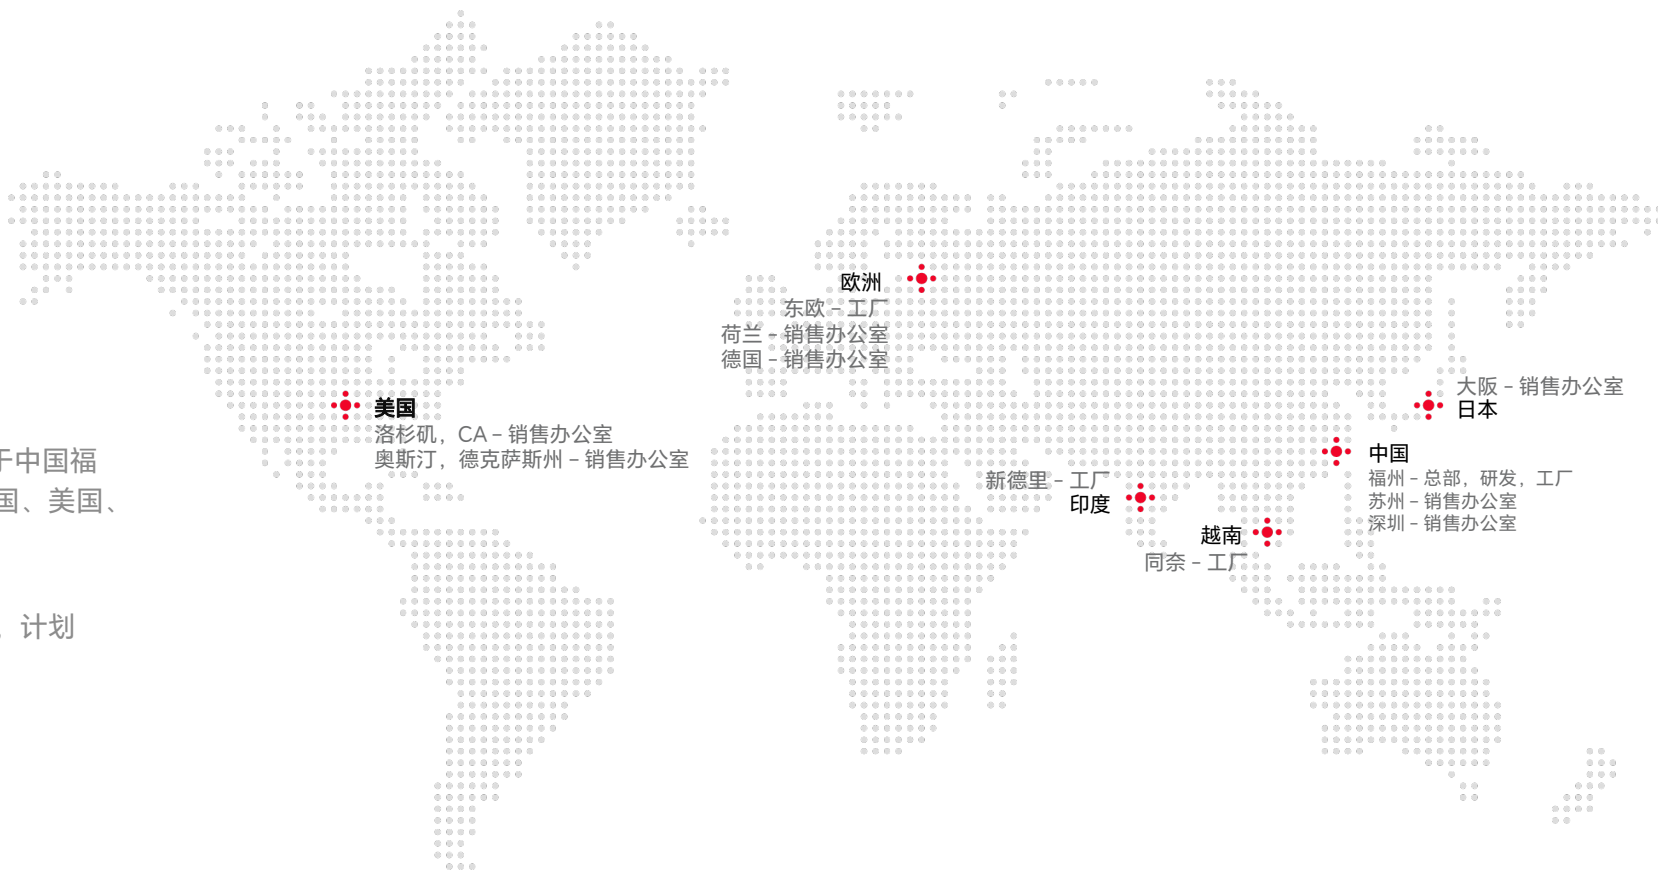 欧洲
东欧 – 工厂
荷兰 – 销售办公室
德国 – 销售办公室
美国
洛杉矶，CA – 销售办公室
奥斯汀，德克萨斯州 – 销售办公室
大阪 – 销售办公室
日本
中国
福州 – 总部，研发，工厂
苏州 – 销售办公室
深圳 – 销售办公室
新德里 – 工厂
印度
越南
同奈 – 工厂
于中国福
国、美国、
计划